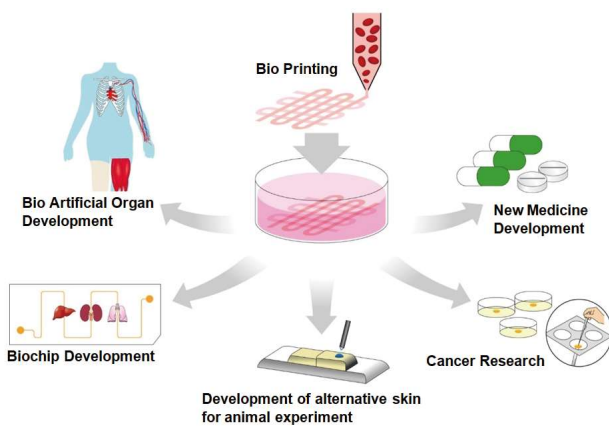 Bio Printing
Bio Artificial Organ
Development
New Medicine
Development
Biochip Development
Cancer Research
Development of alternative skin
for animal experiment